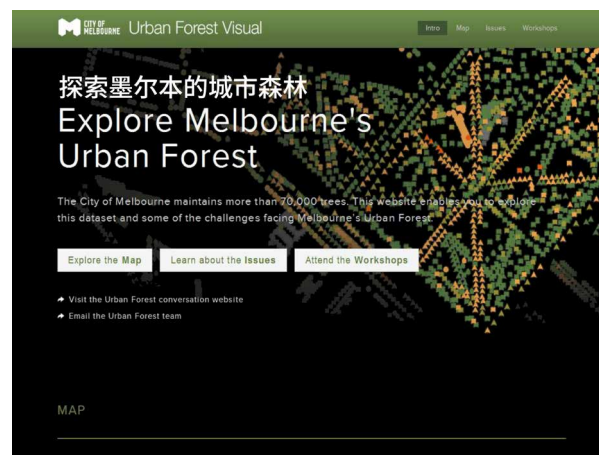 CITY OF MELBOURNE Urban Forest Visual
Intro Map Issues Workshops
探索墨尔本的城市森林
Explore Melbourne's
Urban Forest
The City of Melbourne maintains more than 70,000 trees. This website enables you to explore
this dataset and some of the challenges facing Melbourne's Urban Forest.
Explore the Map Learn about the Issues Attend the Workshops
Visit the Urban Forest conversation website
Email the Urban Forest team
MAP